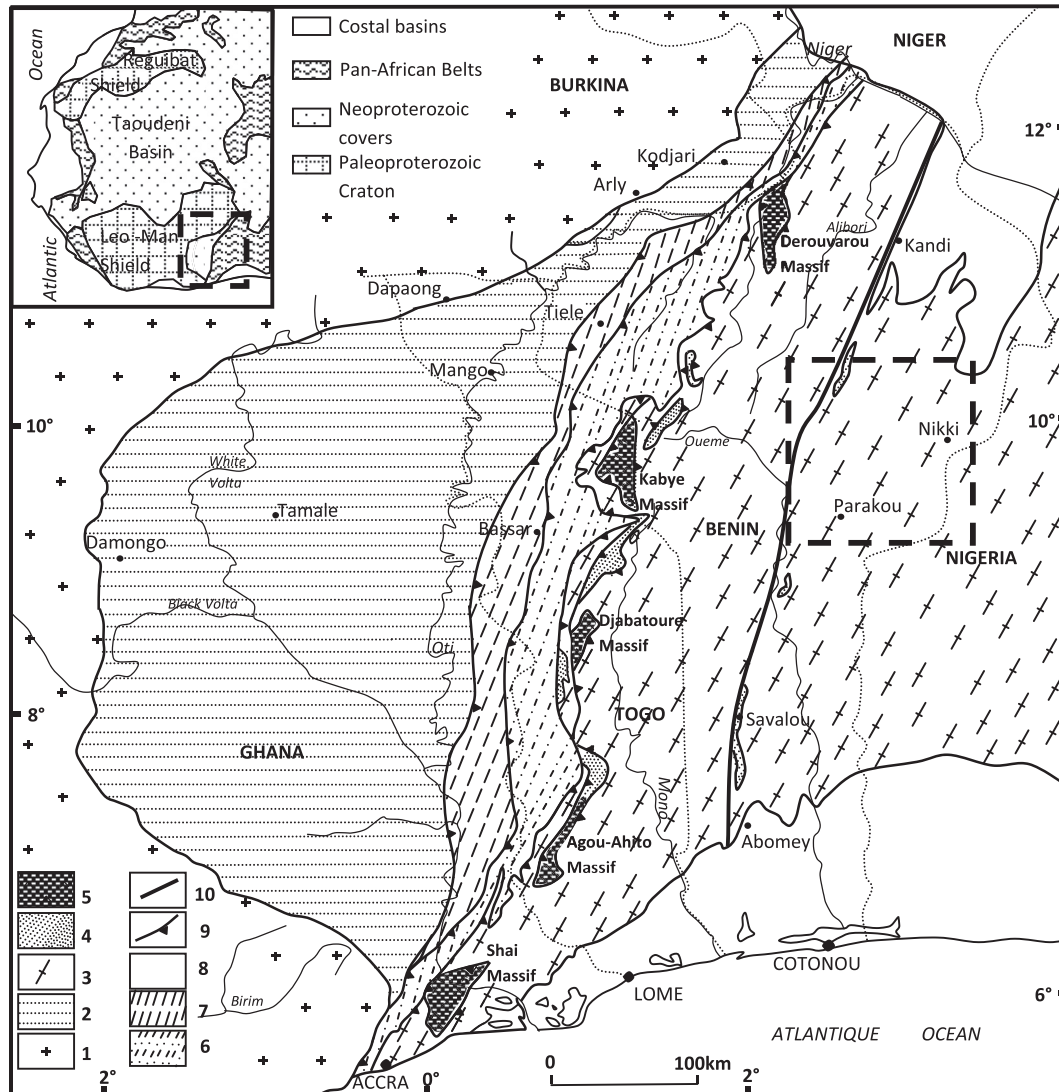 Ocean
Reguibat
Shield
Taoudeni
Basin
Leo -Man
Shield
Atlantic
Costal basins
Pan-African Belts
Neoproterozoic
covers
Paleoproterozoic
Craton
NIGER
Niger
BURKINA
12°
Kodjari
Arly
Alibori
Derouvarou
Massif
Kandi
Dapaong
Tiele
Mango
10°
10°
Nikki
Oueme
White
Volta
Kabye
Massif
Tamale
Bassar
BENIN
Parakou
Damongo
NIGERIA
Black Volta
Djabatoure
Massif
Oti
8°
TOGO
Savalou
GHANA
Mono
Agou-Ahito
Massif
Abomey
5
10
4
9
3
8
2
7
1
6
Shai
Massif
Birim
COTONOU
LOME
6°
ATLANTIQUE OCEAN
ACCRA
0 100km
2° 0° 2°